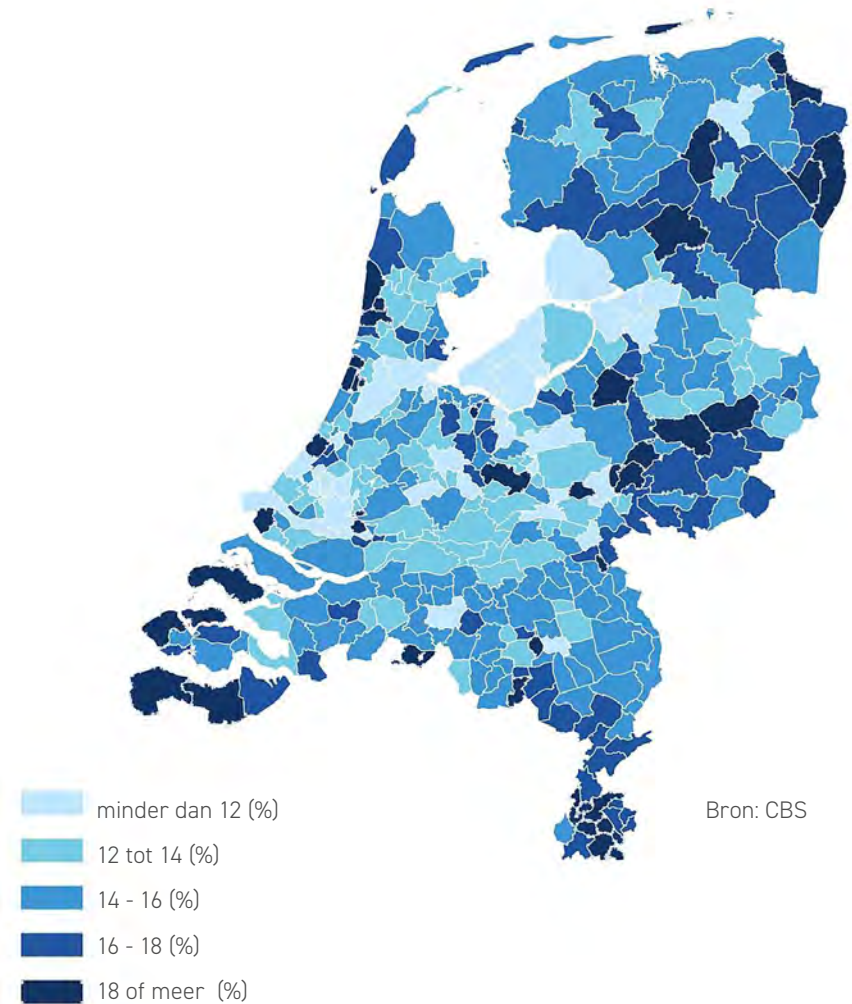 minder dan 12 (%)
Bron: CBS
12 tot 14 (%)
14 - 16 (%)
16 - 18 (%)
18 of meer (%)